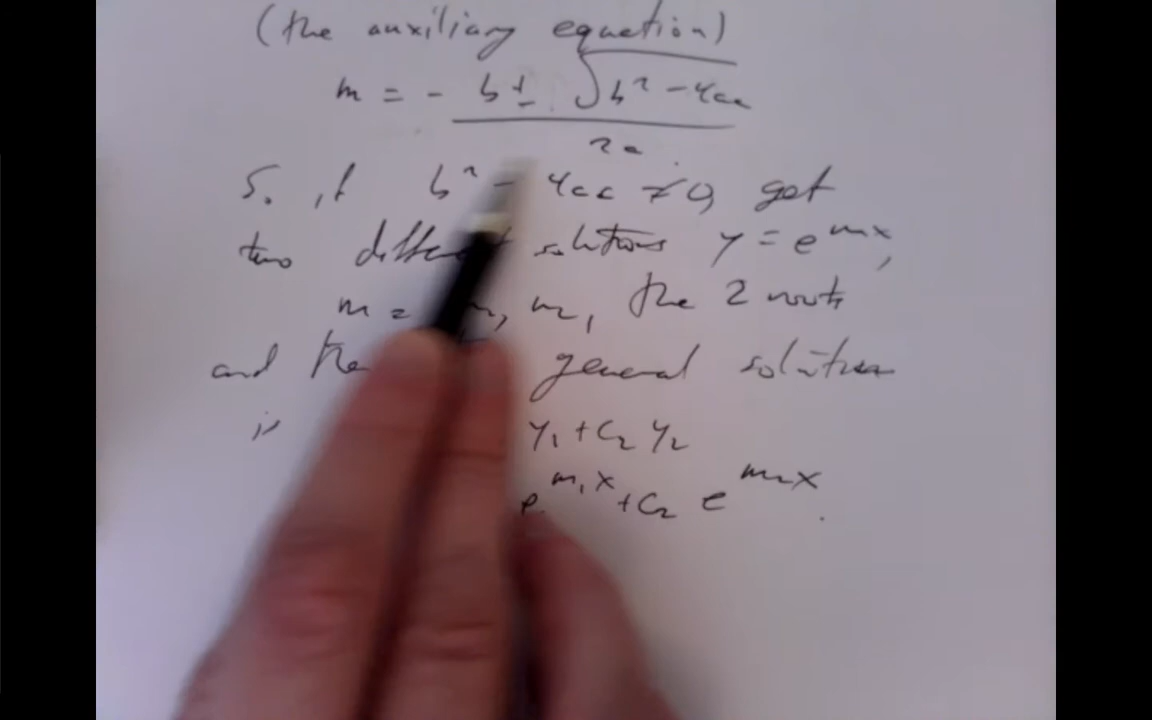 (the auxiliary equation)
m = - b ± √b² - 4ac
2a
So if b² - 4ac ≠ 0, get
two different solutions y = e^mx,
m = m, m₂, the 2 roots
and the general solution
is y₁ + c₂ y₂
e^m₁x + c₂ e^m₂x.